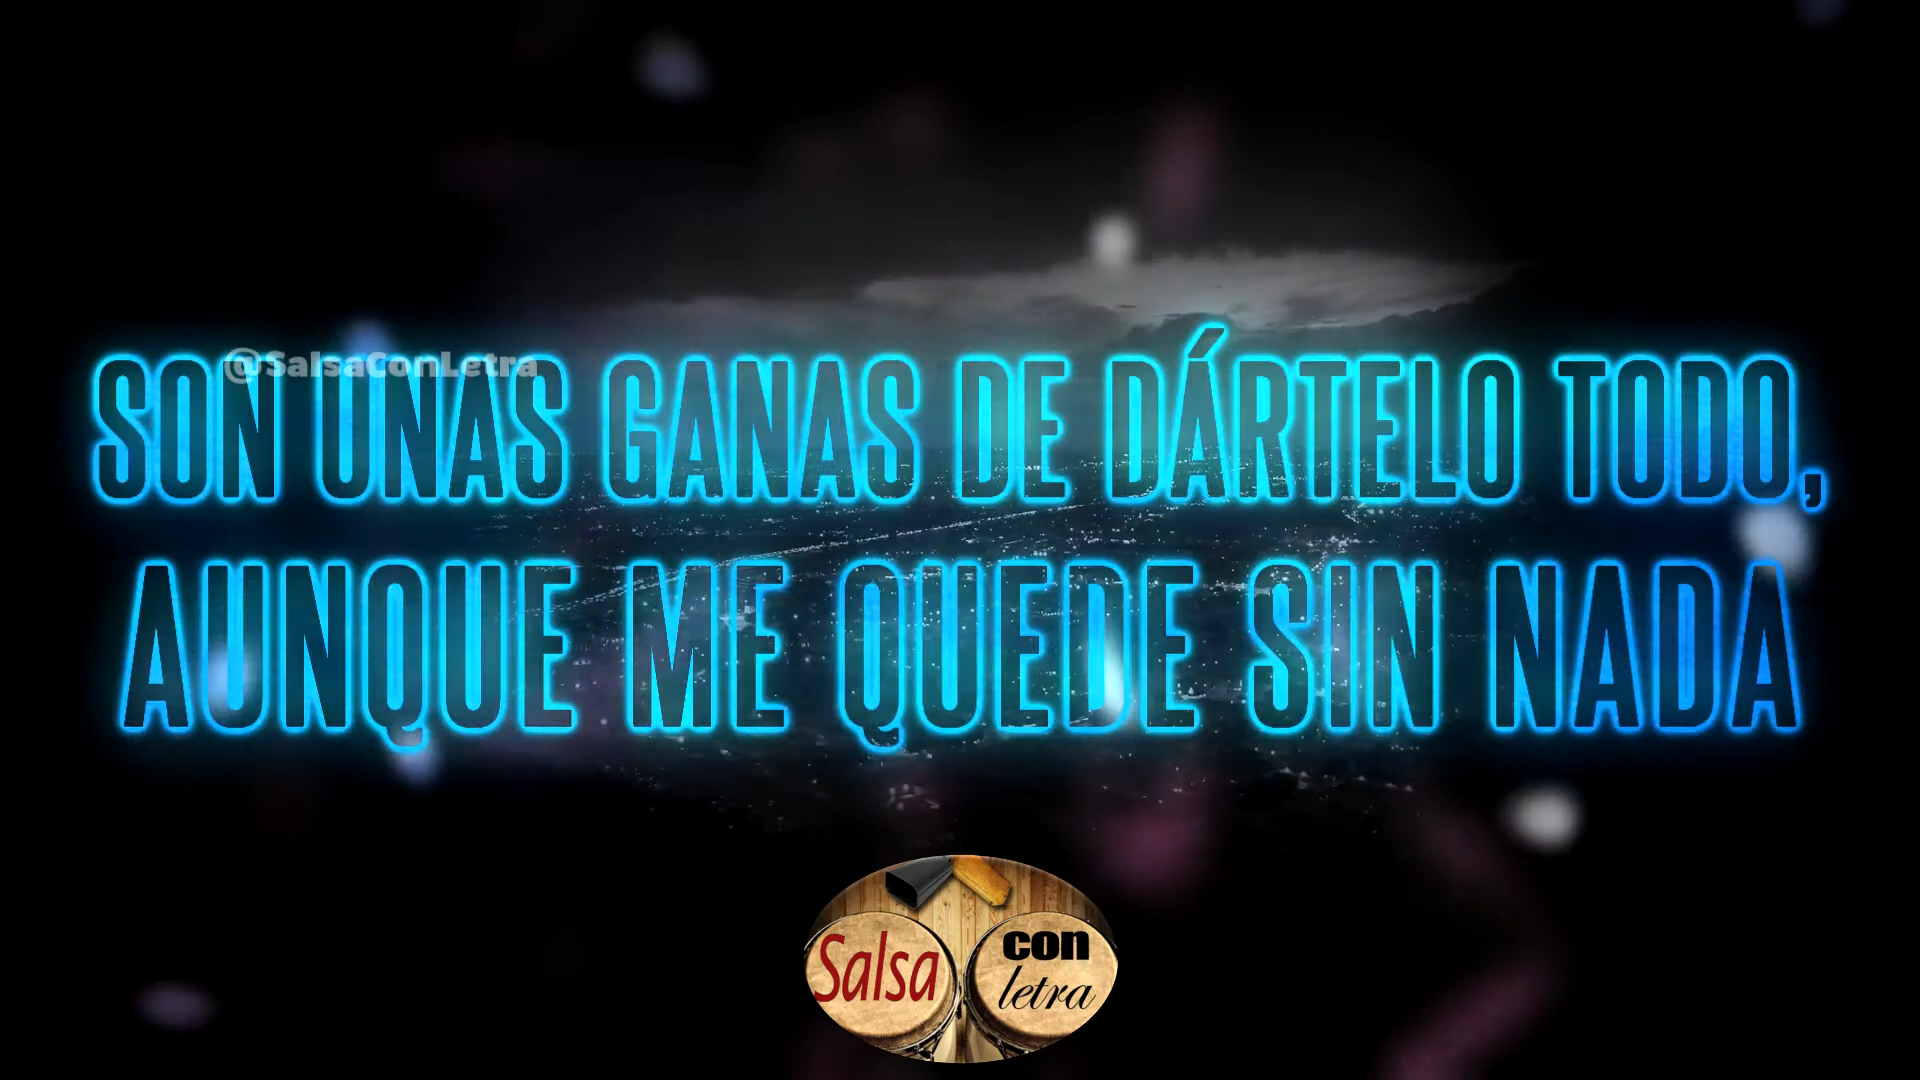 @SalsaConLetra
SON UNAS GANAS DE DÁRTELO TODO,
AUNQUE ME QUEDE SIN NADA
Salsa con
letra